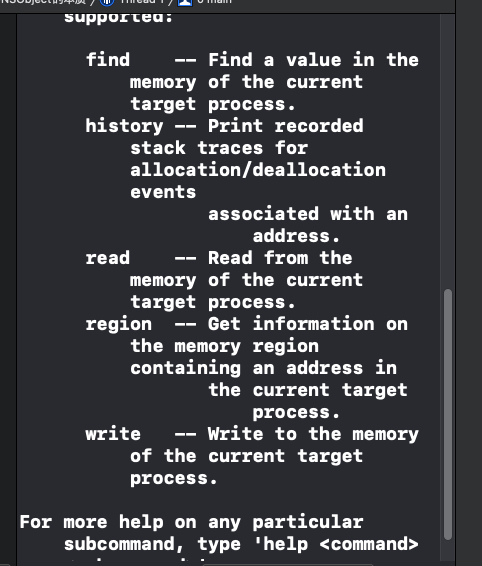 NSObject的本质 / Thread 1 / 0 main
supported:
find    -- Find a value in the
memory of the current
target process.
history -- Print recorded
stack traces for
allocation/deallocation
events
associated with an
address.
read    -- Read from the
memory of the current
target process.
region  -- Get information on
the memory region
containing an address in
the current target
process.
write   -- Write to the memory
of the current target
process.
For more help on any particular
subcommand, type 'help <command>